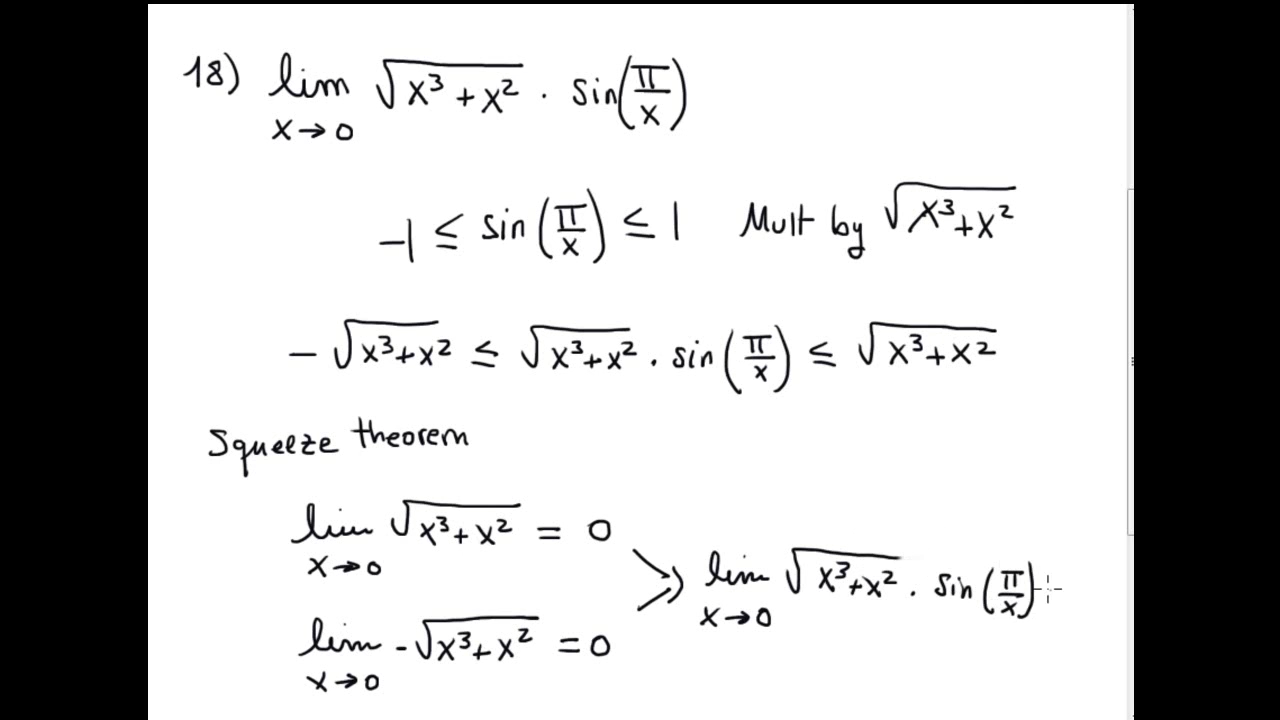 18) lim x→0 √(x³+x²) · sin(π/x)
-1 ≤ sin(π/x) ≤ 1 Mult by √(x³+x²)
- √(x³+x²) ≤ √(x³+x²) · sin(π/x) ≤ √(x³+x²)
Squeeze theorem
lim x→0 √(x³+x²) = 0
lim x→0 -√(x³+x²) = 0
⇒ lim x→0 √(x³+x²) · sin(π/x)